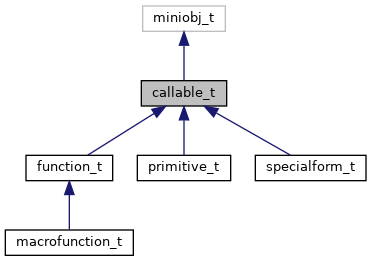 miniobj_t
callable_t
function_t
primitive_t
specialform_t
macrofunction_t